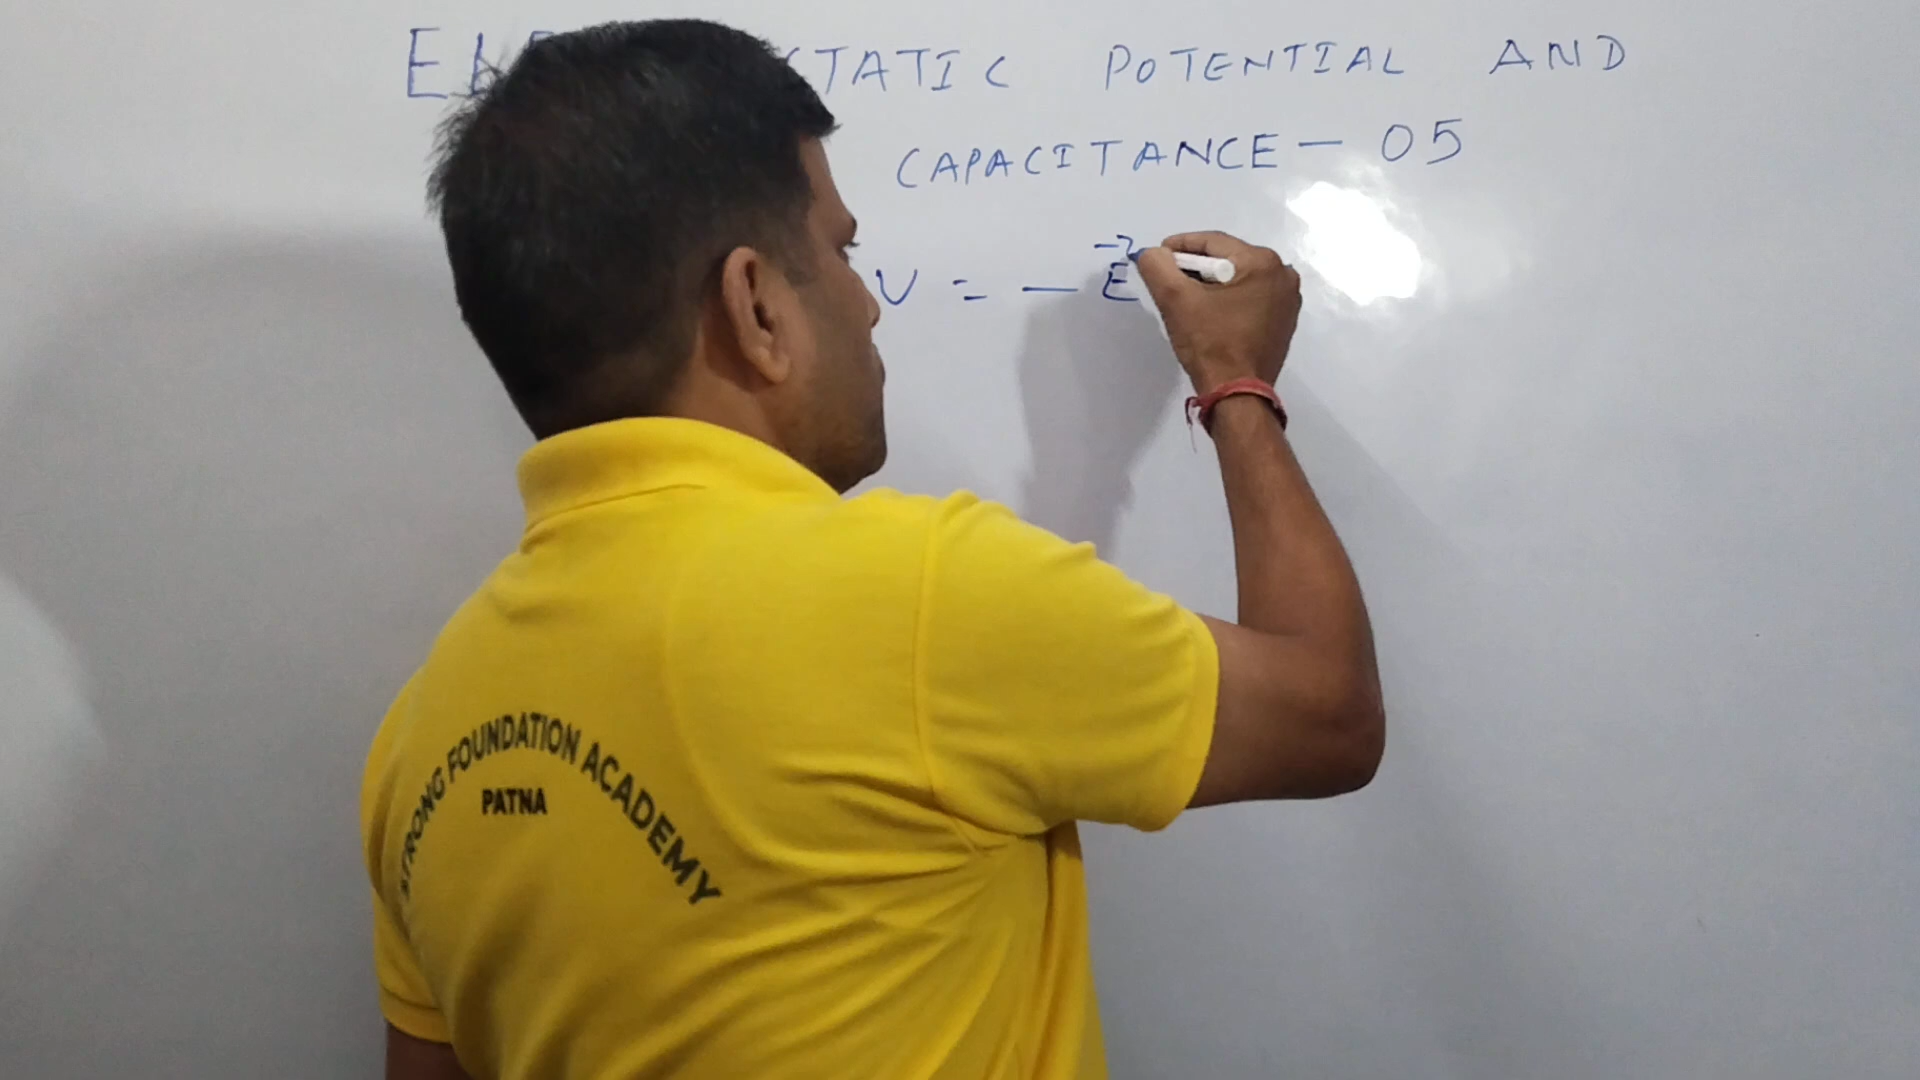 STATIC POTENTIAL AND
CAPACITANCE - 05
V = - E
STRONG FOUNDATION ACADEMY
PATNA